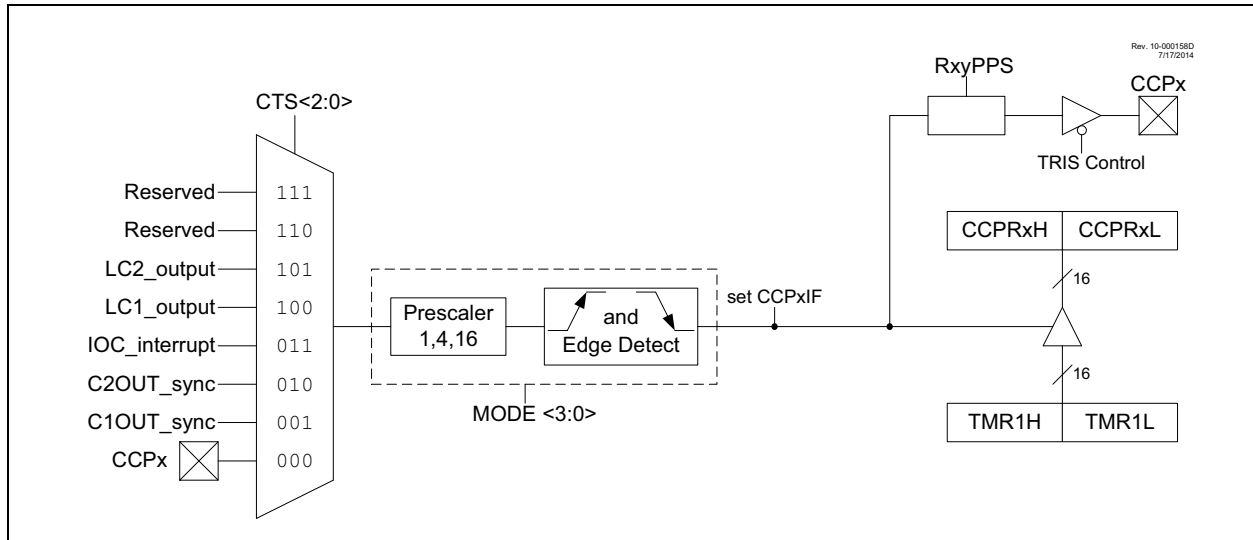 Rev. 10-000158D
7/17/2014
RxyPPS
CCPx
CTS<2:0>
TRIS Control
Reserved 111
Reserved 110
LC2_output 101
LC1_output 100
IOC_interrupt 011
C2OUT_sync 010
C1OUT_sync 001
CCPx 000
Prescaler
1,4,16
and
Edge Detect
MODE <3:0>
set CCPxIF
CCPRxH CCPRxL
16
16
TMR1H TMR1L